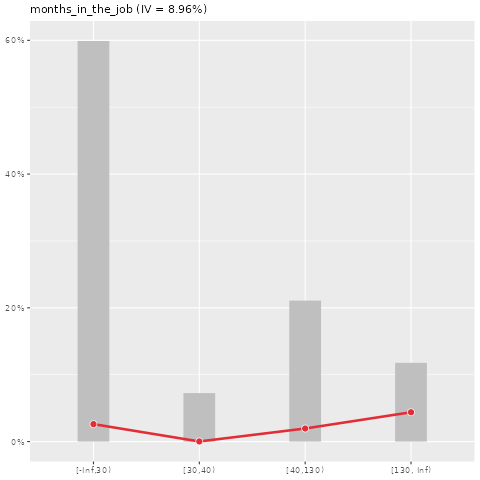 months_in_the_job (IV = 8.96%)
60%
40%
20%
0%
[-Inf,30) [30,40) [40,130) [130, Inf)